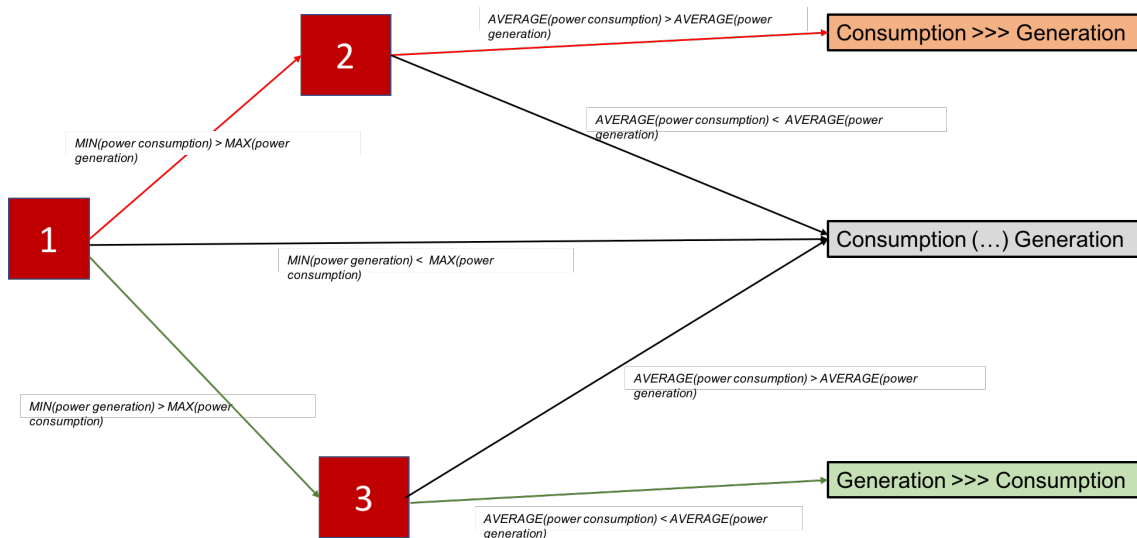 AVERAGE(power consumption) > AVERAGE(power
generation)
Consumption >>> Generation
2
AVERAGE(power consumption) < AVERAGE(power
generation)
MIN(power consumption) > MAX(power
generation)
1
Consumption (...) Generation
MIN(power generation) < MAX(power
consumption)
AVERAGE(power consumption) > AVERAGE(power
generation)
MIN(power generation) > MAX(power
consumption)
Generation >>> Consumption
3
AVERAGE(power consumption) < AVERAGE(power
generation)